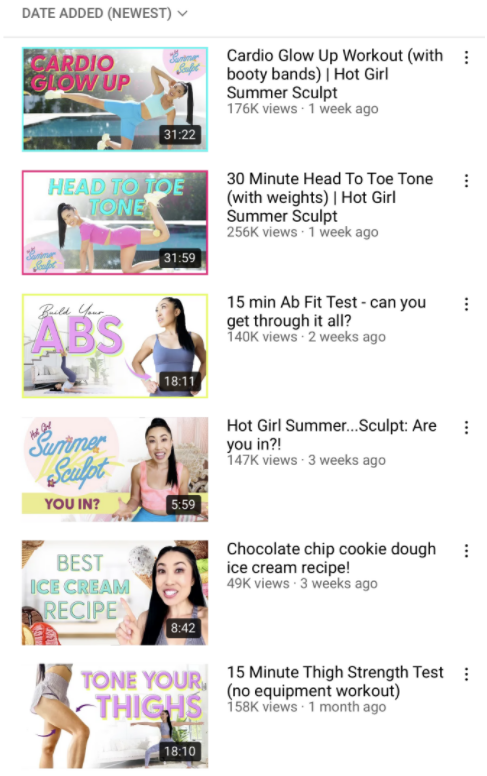 DATE ADDED (NEWEST)
CARDIO
GLOW UP
Summer
Sculpt
31:22
Cardio Glow Up Workout (with
booty bands) | Hot Girl
Summer Sculpt
176K views · 1 week ago
HEAD TO TOE
TONE
Summer
Sculpt
31:59
30 Minute Head To Toe Tone
(with weights) | Hot Girl
Summer Sculpt
256K views · 1 week ago
Build Your
ABS
18:11
15 min Ab Fit Test - can you
get through it all?
140K views · 2 weeks ago
Hot Girl
Summer
Sculpt
YOU IN?
5:59
Hot Girl Summer...Sculpt: Are
you in?!
147K views · 3 weeks ago
BEST
ICE CREAM
RECIPE
8:42
Chocolate chip cookie dough
ice cream recipe!
49K views · 3 weeks ago
TONE YOUR
THIGHS
18:10
15 Minute Thigh Strength Test
(no equipment workout)
158K views · 1 month ago